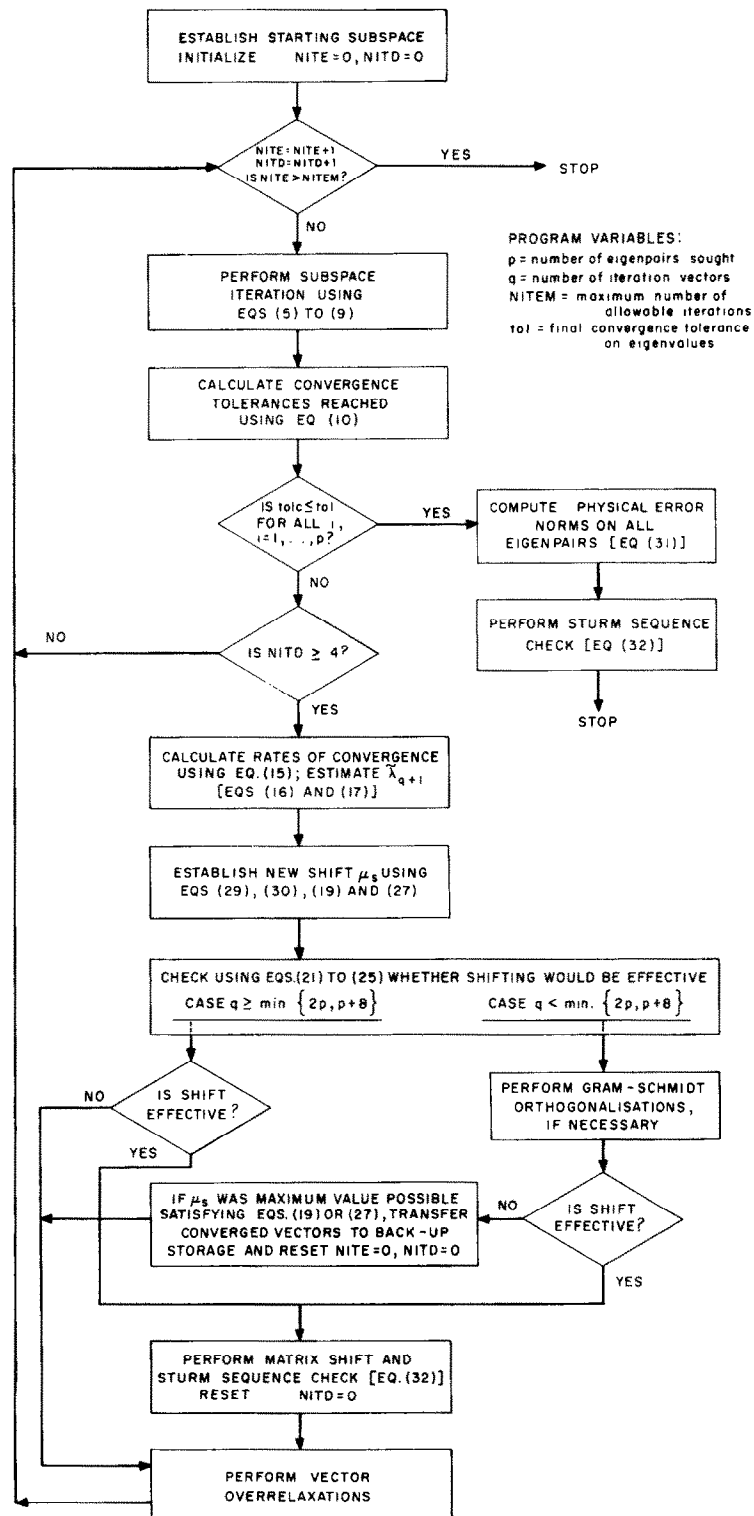 ESTABLISH STARTING SUBSPACE
INITIALIZE NITE=0, NITD=0
NITE=NITE+1
NITD=NITD+1
IS NITE>NITEM?
YES
STOP
NO
PROGRAM VARIABLES:
p = number of eigenpairs sought
q = number of iteration vectors
NITEM = maximum number of
allowable iterations
tol = final convergence tolerance
on eigenvalues
PERFORM SUBSPACE
ITERATION USING
EQS (5) TO (9)
CALCULATE CONVERGENCE
TOLERANCES REACHED
USING EQ (10)
IS tolc≤tol
FOR ALL i,
i=1,...,p?
YES
COMPUTE PHYSICAL ERROR
NORMS ON ALL
EIGENPAIRS [EQ (31)]
NO
PERFORM STURM SEQUENCE
CHECK [EQ (32)]
STOP
NO
IS NITD ≥ 4?
YES
CALCULATE RATES OF CONVERGENCE
USING EQ.(15); ESTIMATE λ̃q+1
[EQS (16) AND (17)]
ESTABLISH NEW SHIFT μs USING
EQS (29), (30), (19) AND (27)
CHECK USING EQS.(21) TO (25) WHETHER SHIFTING WOULD BE EFFECTIVE
CASE q ≥ min {2p, p+8}
CASE q < min. {2p, p+8}
NO
IS SHIFT
EFFECTIVE?
YES
PERFORM GRAM-SCHMIDT
ORTHOGONALISATIONS,
IF NECESSARY
IF μs WAS MAXIMUM VALUE POSSIBLE
SATISFYING EQS.(19) OR (27), TRANSFER
CONVERGED VECTORS TO BACK-UP
STORAGE AND RESET NITE=0, NITD=0
NO
IS SHIFT
EFFECTIVE?
YES
PERFORM MATRIX SHIFT AND
STURM SEQUENCE CHECK [EQ.(32)]
RESET NITD=0
PERFORM VECTOR
OVERRELAXATIONS